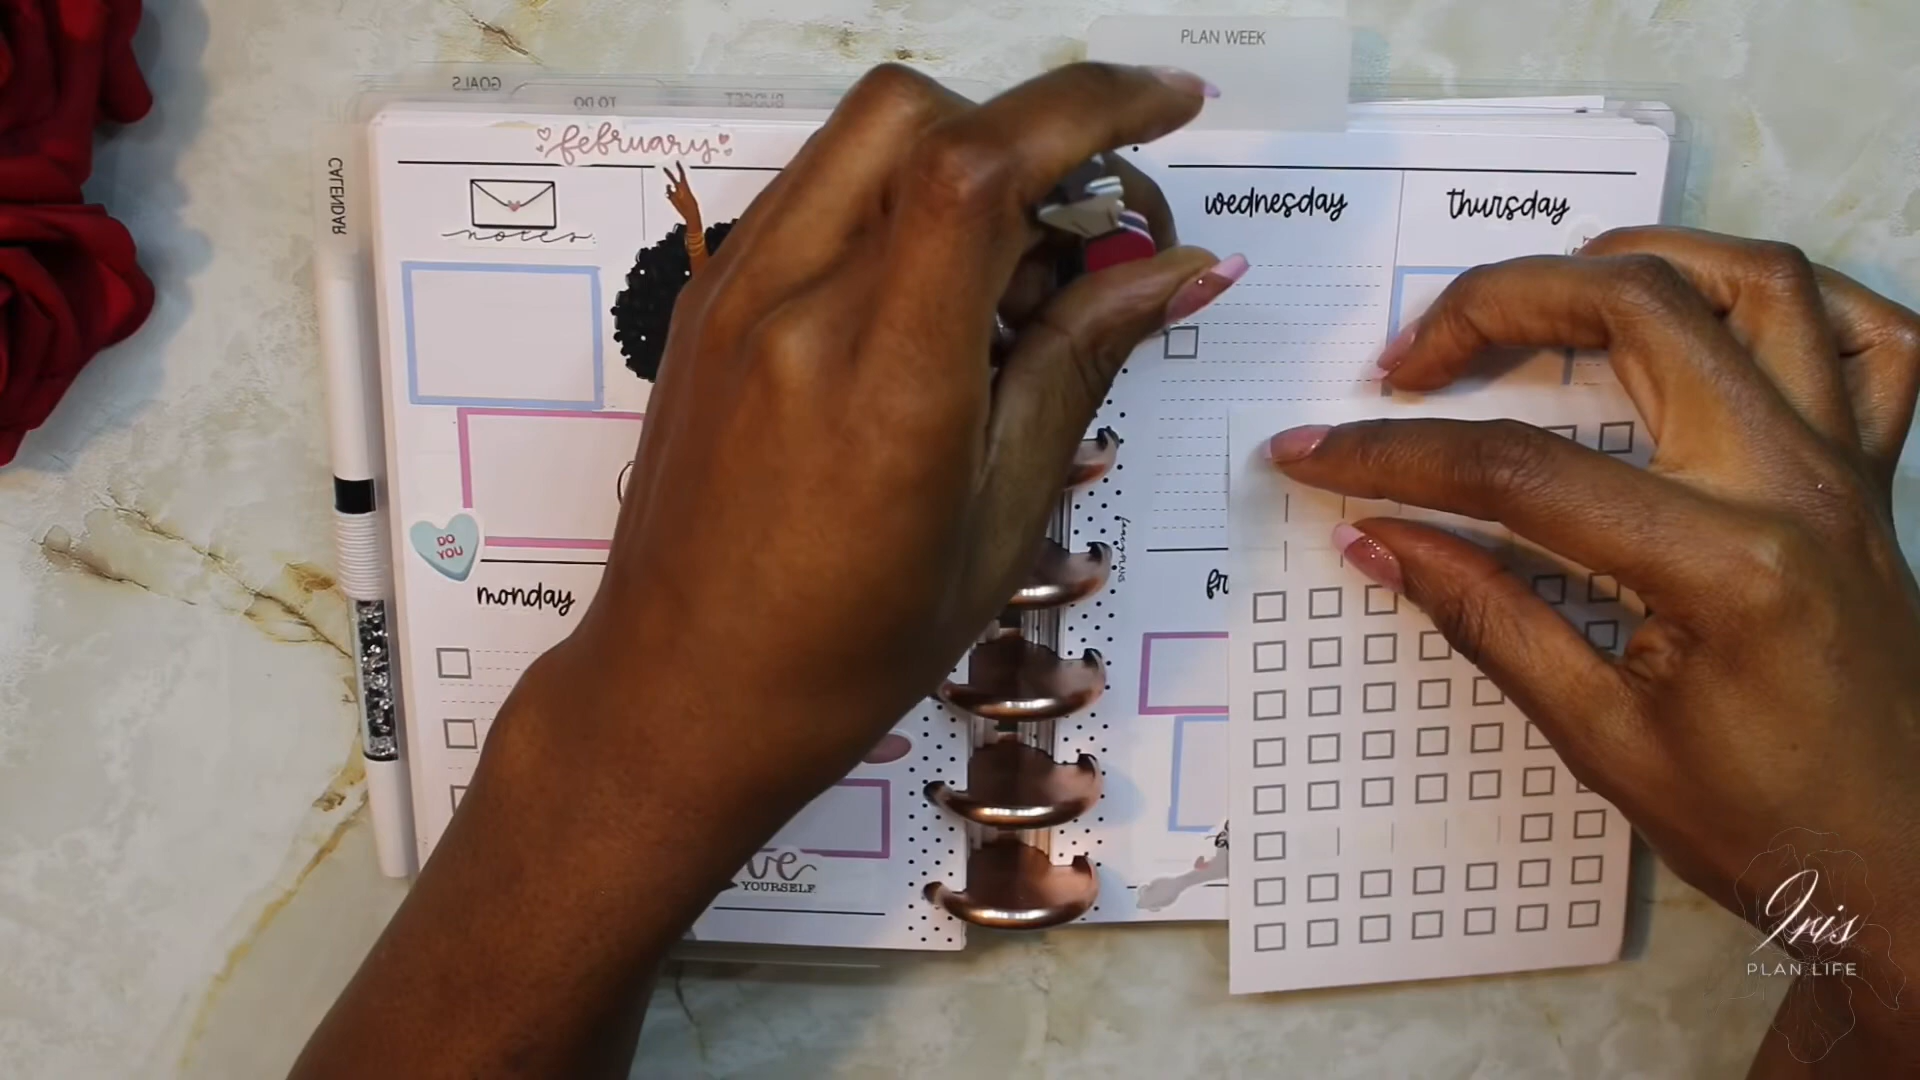 PLAN WEEK
GOALS
TO DO
BUDGET
CALENDAR
february
wednesday
thursday
notes:
DO
YOU
monday
YOURSELF
Iris
PLAN LIFE